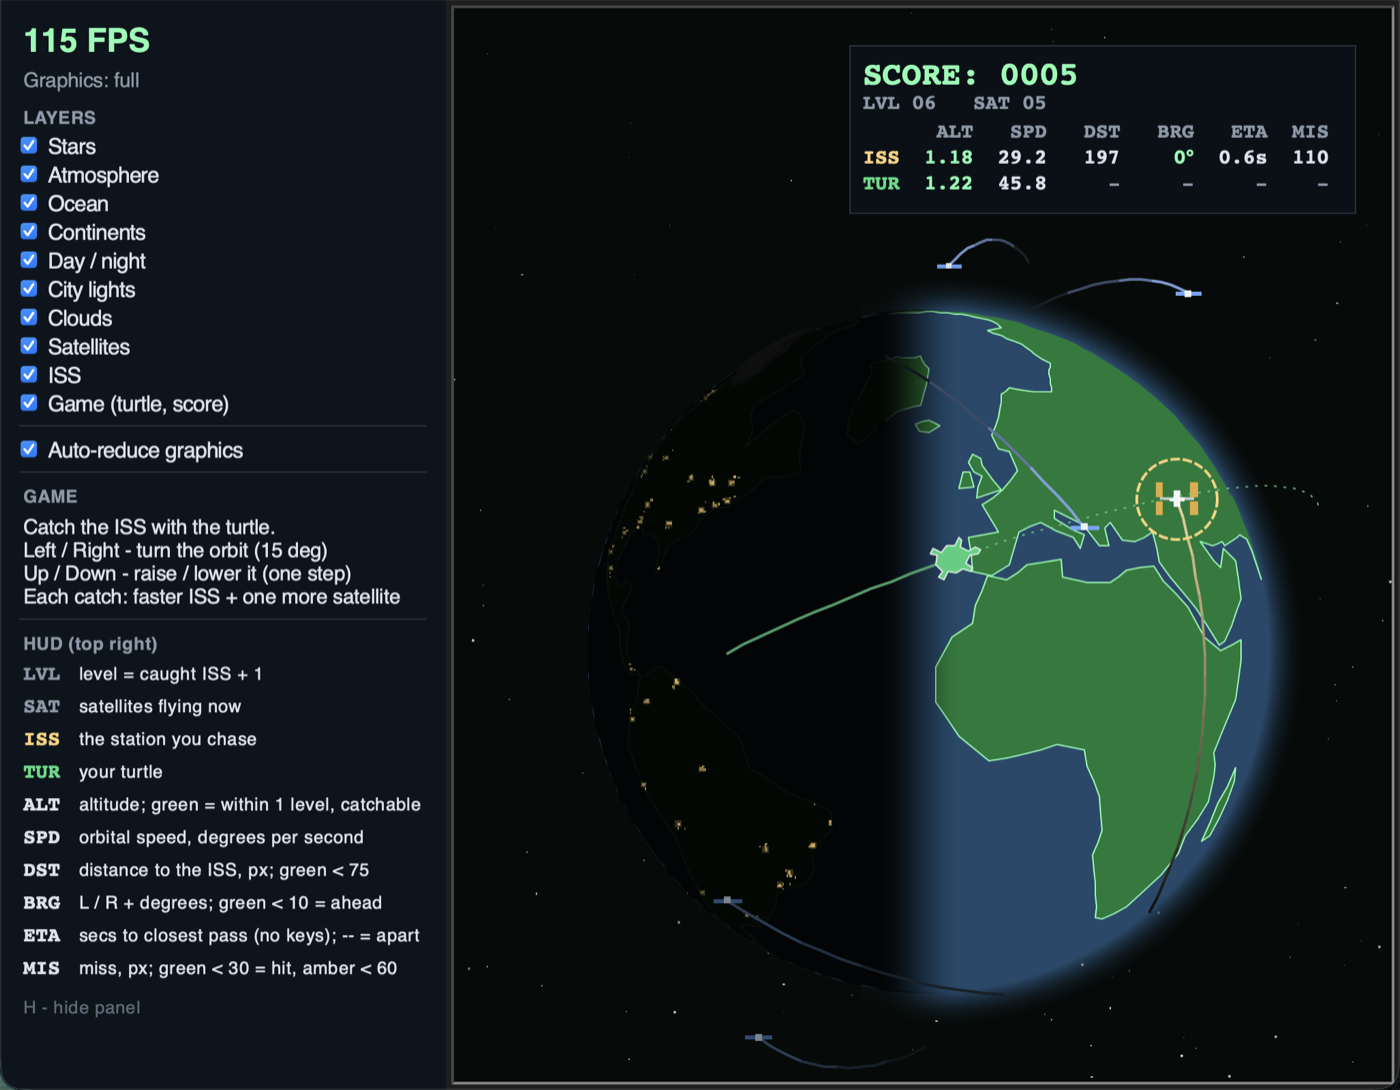 115 FPS
Graphics: full
LAYERS
Stars
Atmosphere
Ocean
Continents
Day / night
City lights
Clouds
Satellites
ISS
Game (turtle, score)
Auto-reduce graphics
GAME
Catch the ISS with the turtle.
Left / Right - turn the orbit (15 deg)
Up / Down - raise / lower it (one step)
Each catch: faster ISS + one more satellite
HUD (top right)
LVL level = caught ISS + 1
SAT satellites flying now
ISS the station you chase
TUR your turtle
ALT altitude; green = within 1 level, catchable
SPD orbital speed, degrees per second
DST distance to the ISS, px; green < 75
BRG L / R + degrees; green < 10 = ahead
ETA secs to closest pass (no keys); -- = apart
MIS miss, px; green < 30 = hit, amber < 60
H - hide panel
SCORE: 0005
LVL 06 SAT 05
ALT SPD DST BRG ETA MIS
ISS 1.18 29.2 197 0° 0.6s 110
TUR 1.22 45.8 – – – –